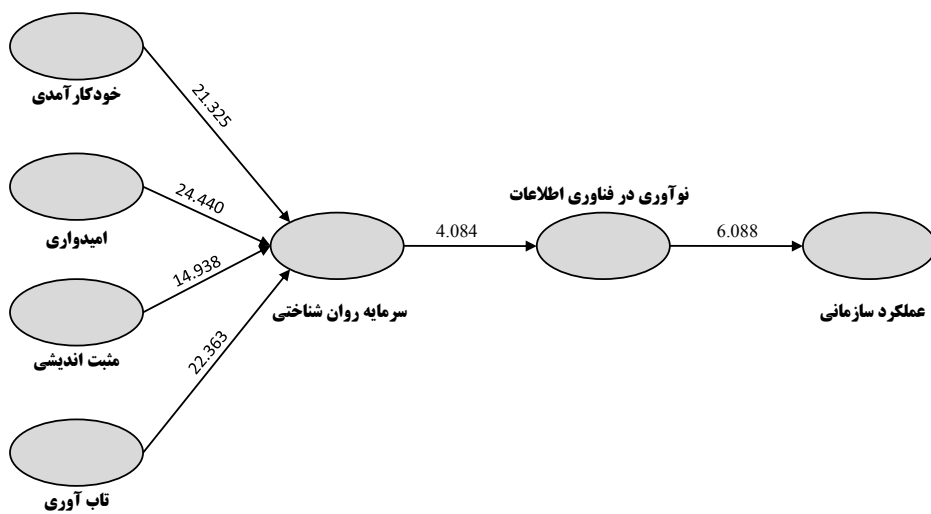 خودکارآمدی
21.325
امیدواری
24.440
مثبت اندیشی
14.938
تاب آوری
22.363
سرمایه روان شناختی
4.084
نوآوری در فناوری اطلاعات
6.088
عملکرد سازمانی